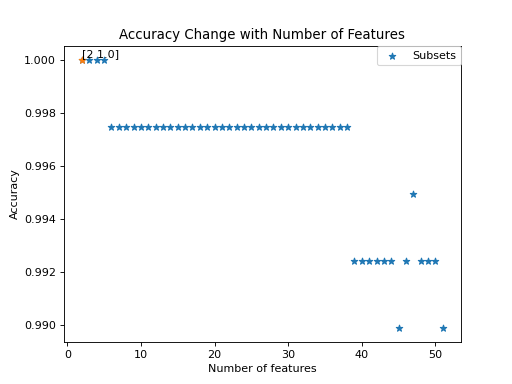 Accuracy Change with Number of Features
[2 1.0]
Subsets
1.000
0.998
0.996
0.994
0.992
0.990
Accuracy
0 10 20 30 40 50
Number of features